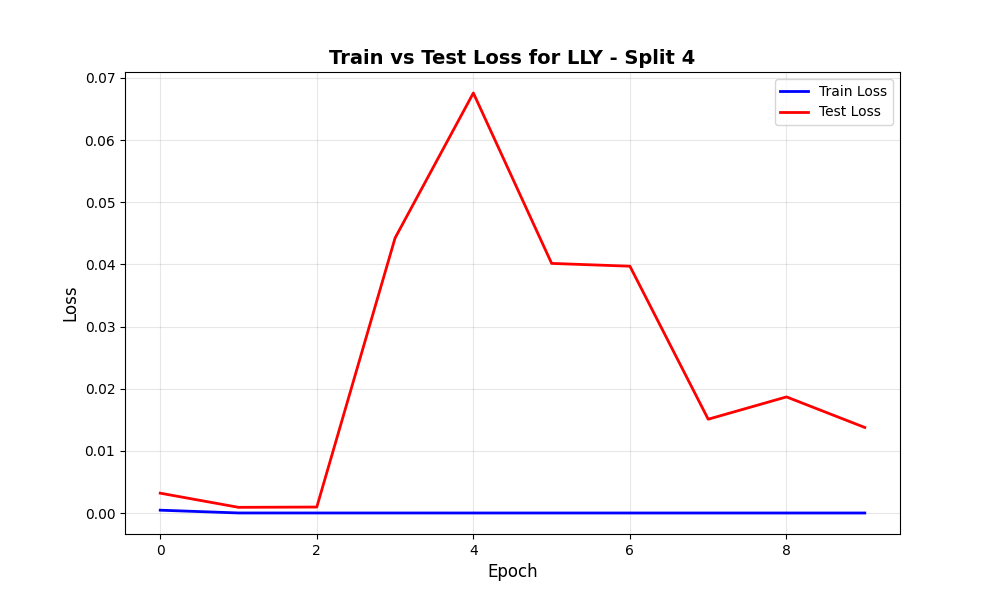 Train vs Test Loss for LLY - Split 4
Train Loss
Test Loss
0.07
0.06
0.05
0.04
0.03
0.02
0.01
0.00
Loss
0 2 4 6 8
Epoch